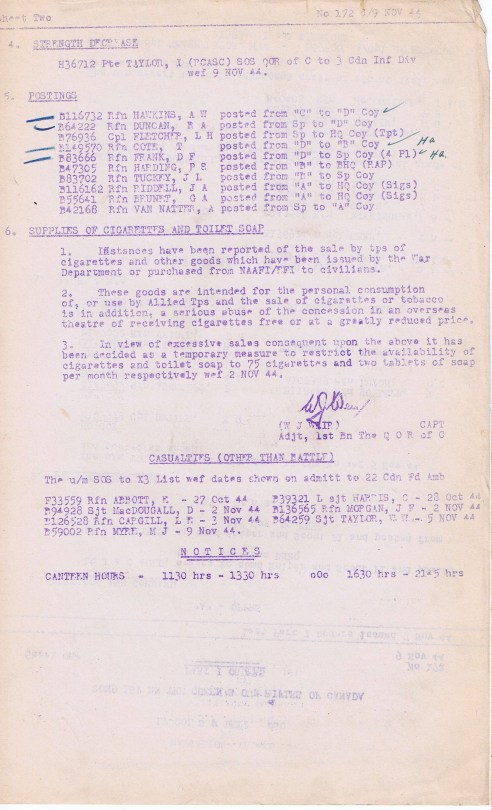 Sheet Two No 172 d/9 NOV 44
4. STRENGTH DECREASE
H36712 Pte TAYLOR, I (RCASC) SOS QOR of C to 3 Cdn Inf Div
wef 9 NOV 44.
5. POSTINGS
B116732 Rfn HAWKINS, A W posted from "C" to "D" Coy
B64222 Rfn DUNCAN, R A posted from Sp to "D" Coy
B76936 Cpl FLETCHER, L H posted from Sp to HQ Coy (Tpt)
B149570 Rfn COTE, T posted from "D" to "B" Coy Ha
B83666 Rfn FRANK, D F posted from "D" to Sp Coy (4 Pl) Ha.
B47305 Rfn HARDING, P S posted from "B" to BHQ (RAP)
B83702 Rfn TUCKEY, J L posted from "D" to Sp Coy
B116162 Rfn RIDDELL, J A posted from "A" to HQ Coy (Sigs)
B55641 Rfn BRUNET, G A posted from "A" to HQ Coy (Sigs)
B42168 Rfn VAN NATTER, A posted from Sp to "A" Coy
6. SUPPLIES OF CIGARETTES AND TOILET SOAP
1. Instances have been reported of the sale by tps of
cigarettes and other goods which have been issued by the War
Department or purchased from NAAFI/EFI to civilians.
2. These goods are intended for the personal consumption
of, or use by Allied Tps and the sale of cigarettes or tobacco
is in addition, a serious abuse of the concession in an overseas
theatre of receiving cigarettes free or at a greatly reduced price.
3. In view of excessive sales consequent upon the above it has
been decided as a temporary measure to restrict the availability of
cigarettes and toilet soap to 75 cigarettes and two tablets of soap
per month respectively wef 2 NOV 44.
(W J WEIR) CAPT
Adjt, 1st Bn The Q O R of C
CASUALTIES (OTHER THAN BATTLE)
The u/m SOS to X3 List wef dates shown on admitt to 22 Cdn Fd Amb
F33559 Rfn ABBOTT, E - 27 Oct 44 B39321 L sjt HARRIS, C - 28 Oct 44
B94928 Sjt MacDOUGALL, D - 2 Nov 44 B136565 Rfn MORGAN, J F - 2 NOV 44
B126528 Rfn CARGILL, L E - 3 Nov 44 B64259 Sjt TAYLOR, - 5 NOV 44
B59002 Rfn MYRE, M J - 9 Nov 44.
NOTICES
CANTEEN HOURS - 1130 hrs - 1330 hrs oOo 1630 hrs - 2145 hrs